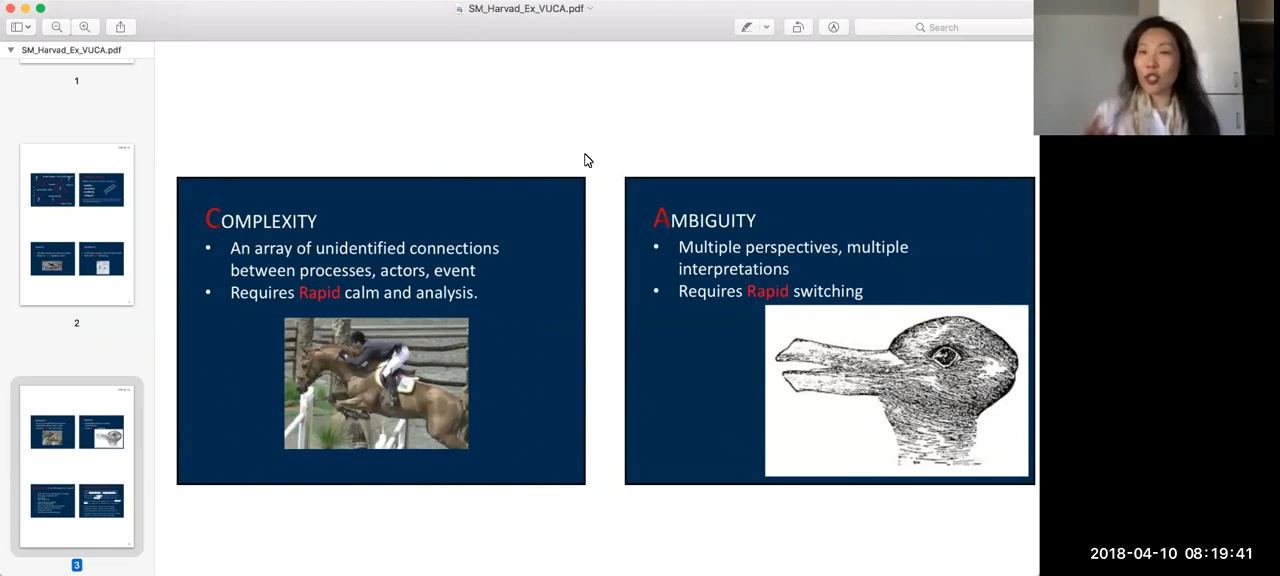 SM_Harvad_Ex_VUCA.pdf
Search
SM_Harvad_Ex_VUCA.pdf
1
2
3
COMPLEXITY
• An array of unidentified connections
between processes, actors, event
• Requires Rapid calm and analysis.
AMBIGUITY
• Multiple perspectives, multiple
interpretations
• Requires Rapid switching
2018-04-10 08:19:41